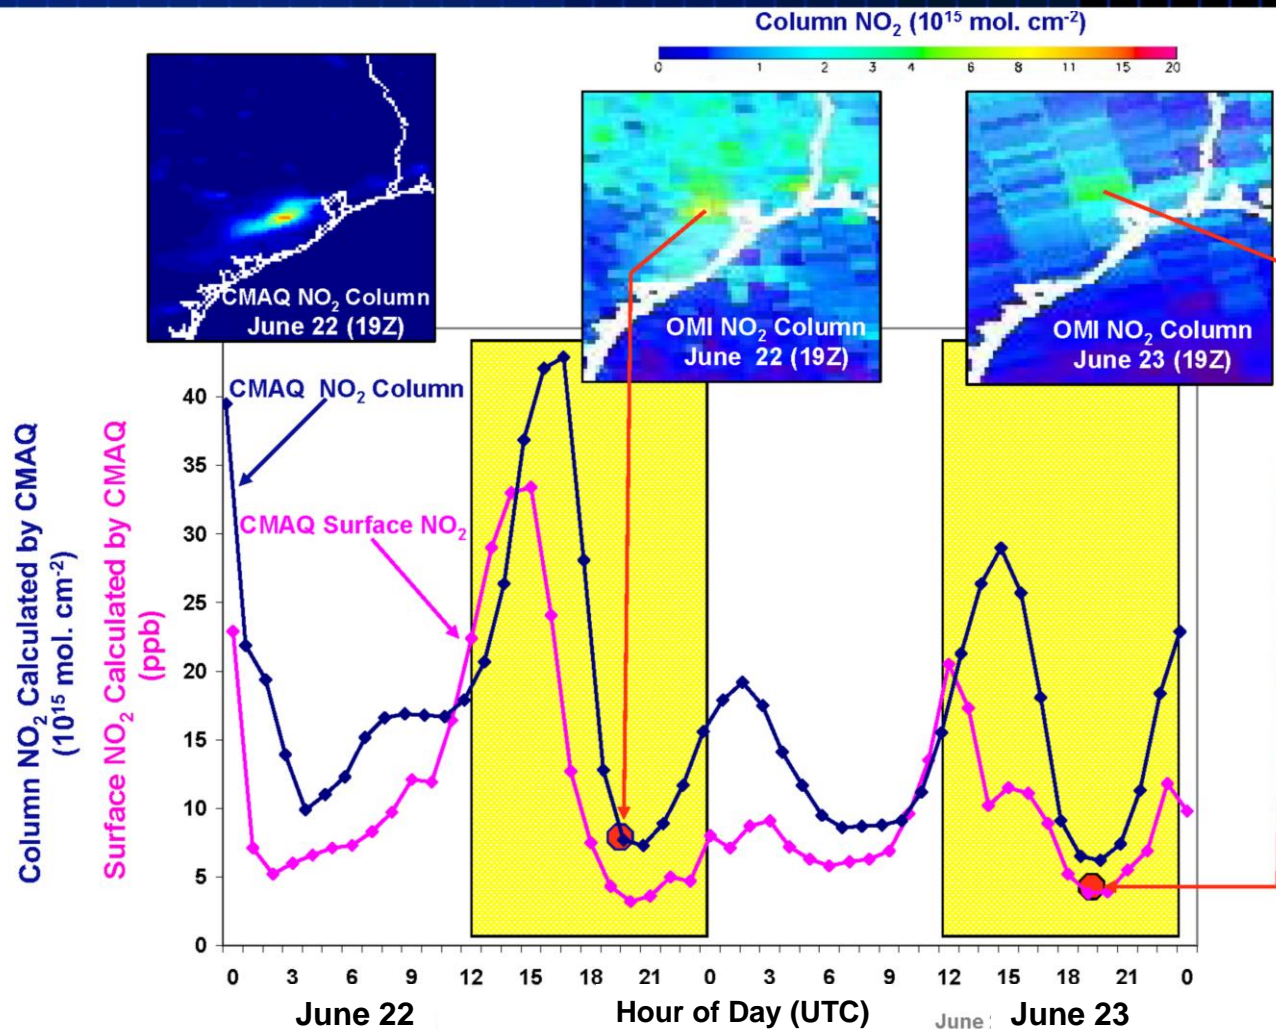 Column NO₂ (10¹⁵ mol. cm⁻²)
0 1 2 3 4 6 8 11 15 20
CMAQ NO₂ Column
June 22 (19Z)
OMI NO₂ Column
June 22 (19Z)
OMI NO₂ Column
June 23 (19Z)
Column NO₂ Calculated by CMAQ
(10¹⁵ mol. cm⁻²)
Surface NO₂ Calculated by CMAQ
(ppb)
CMAQ NO₂ Column
CMAQ Surface NO₂
40
35
30
25
20
15
10
5
0
0 3 6 9 12 15 18 21 0 3 6 9 12 15 18 21 0
June 22 Hour of Day (UTC) June June 23